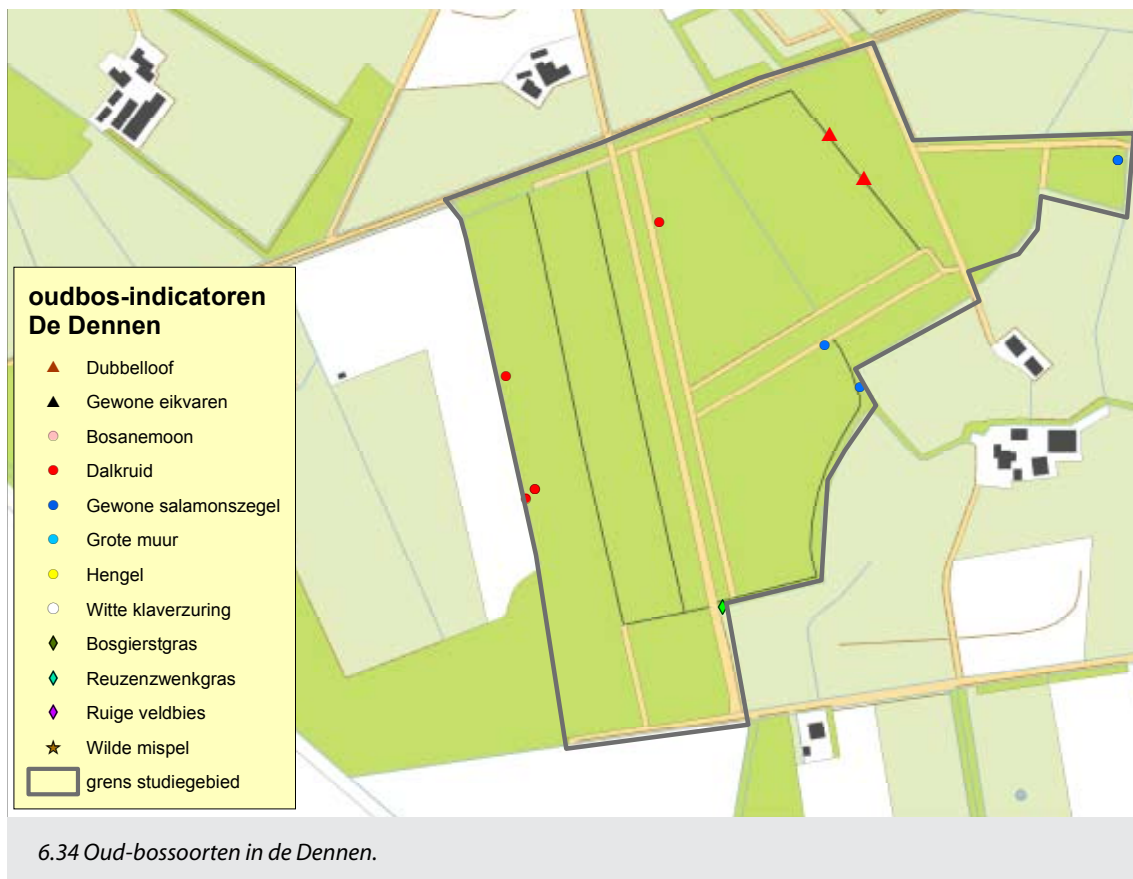 oudbos-indicatoren
De Dennen
Dubbelloof
Gewone eikvaren
Bosanemoon
Dalkruid
Gewone salamonszegel
Grote muur
Hengel
Witte klaverzuring
Bosgierstgras
Reuzenzwenkgras
Ruige veldbies
Wilde mispel
grens studiegebied
6.34 Oud-bossoorten in de Dennen.